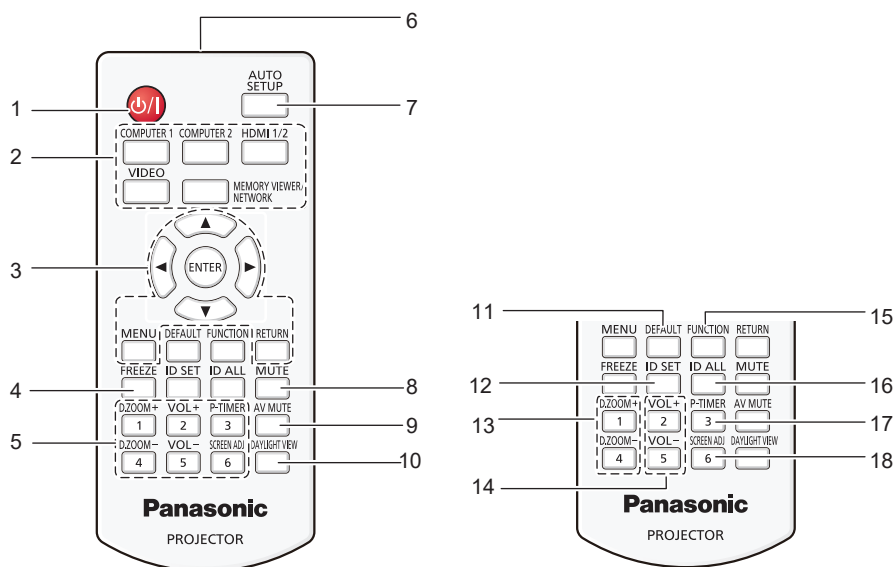 6
AUTO
SETUP
1
7
COMPUTER 1 COMPUTER 2 HDMI 1/2
2
VIDEO
MEMORY VIEWER/
NETWORK
3
ENTER
MENU DEFAULT FUNCTION RETURN
FREEZE ID SET ID ALL MUTE
4
8
D.ZOOM+ VOL+ P-TIMER AV MUTE
1 2 3
9
5
D.ZOOM− VOL− SCREEN ADJ DAYLIGHT VIEW
4 5 6
10
Panasonic
PROJECTOR
11
15
MENU DEFAULT FUNCTION RETURN
FREEZE ID SET ID ALL MUTE
12
16
D.ZOOM+ VOL+ P-TIMER AV MUTE
1 2 3
13
17
D.ZOOM− VOL− SCREEN ADJ DAYLIGHT VIEW
4 5 6
14
18
Panasonic
PROJECTOR